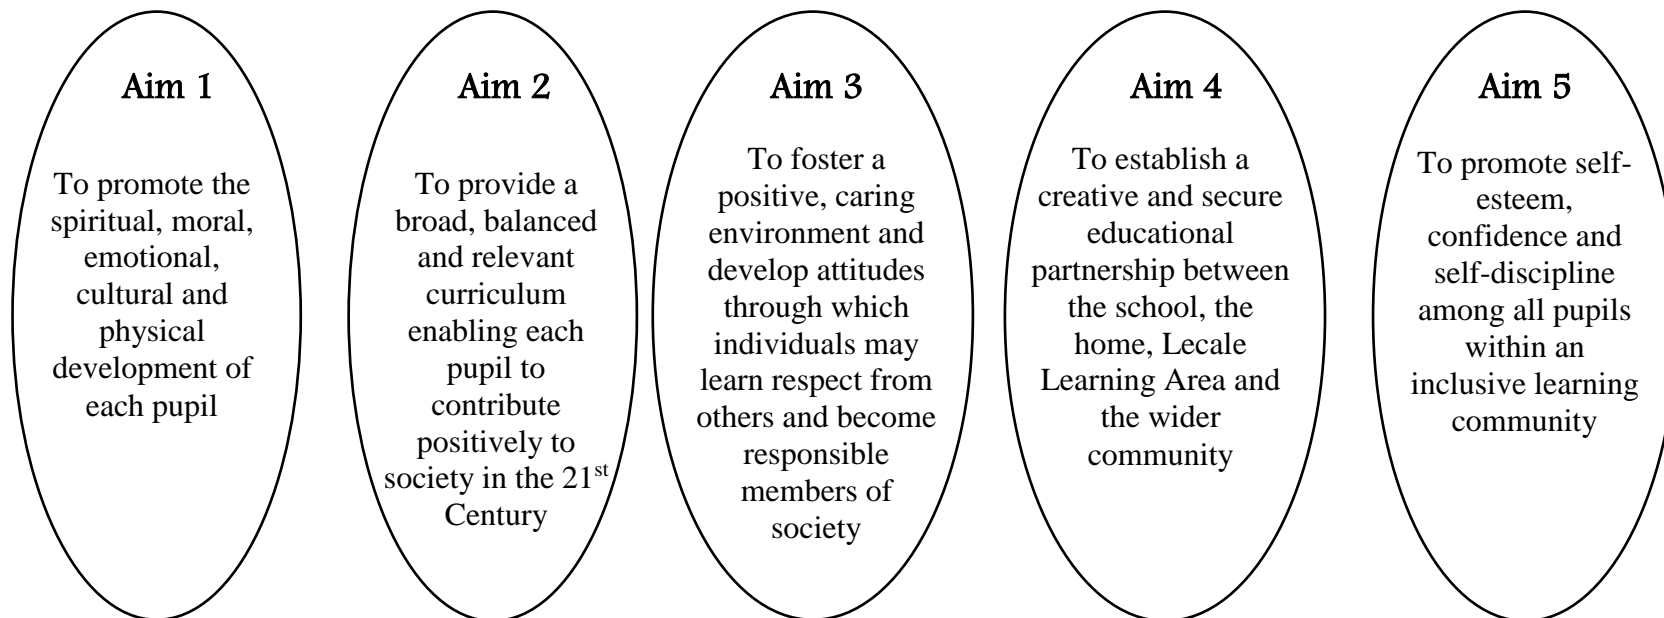 Aim 1
To promote the
spiritual, moral,
emotional,
cultural and
physical
development of
each pupil
Aim 2
To provide a
broad, balanced
and relevant
curriculum
enabling each
pupil to
contribute
positively to
society in the 21st
Century
Aim 3
To foster a
positive, caring
environment and
develop attitudes
through which
individuals may
learn respect from
others and become
responsible
members of
society
Aim 4
To establish a
creative and secure
educational
partnership between
the school, the
home, Lecale
Learning Area and
the wider
community
Aim 5
To promote self-
esteem,
confidence and
self-discipline
among all pupils
within an
inclusive learning
community